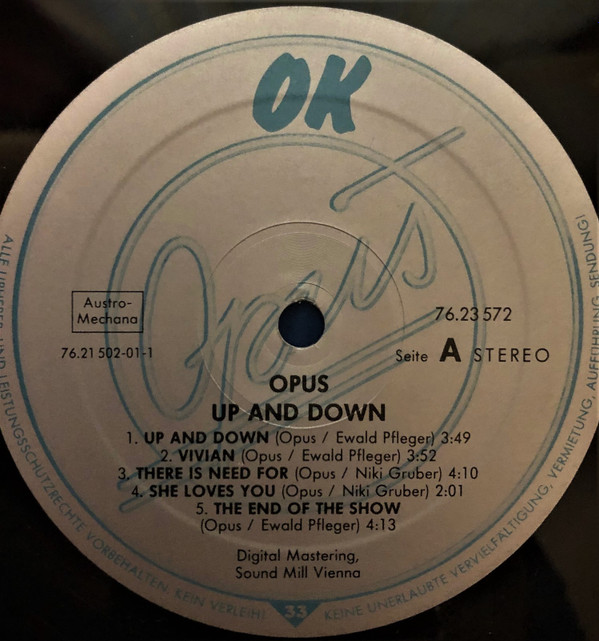 OK
Opus
Austro-
Mechana
76.23 572
76.21 502-01-1
Seite A STEREO
OPUS
UP AND DOWN
1. UP AND DOWN (Opus / Ewald Pfleger) 3:49
2. VIVIAN (Opus / Ewald Pfleger) 3:52
3. THERE IS NEED FOR (Opus / Niki Gruber) 4:10
4. SHE LOVES YOU (Opus / Niki Gruber) 2:01
5. THE END OF THE SHOW
(Opus / Ewald Pfleger) 4:13
Digital Mastering,
Sound Mill Vienna
ALLE URHEBER- UND LEISTUNGSSCHUTZRECHTE VORBEHALTEN. KEIN VERLEIH! 33 KEINE UNERLAUBTE VERVIELFÄLTIGUNG, VERMIETUNG, AUFFÜHRUNG, SENDUNG!